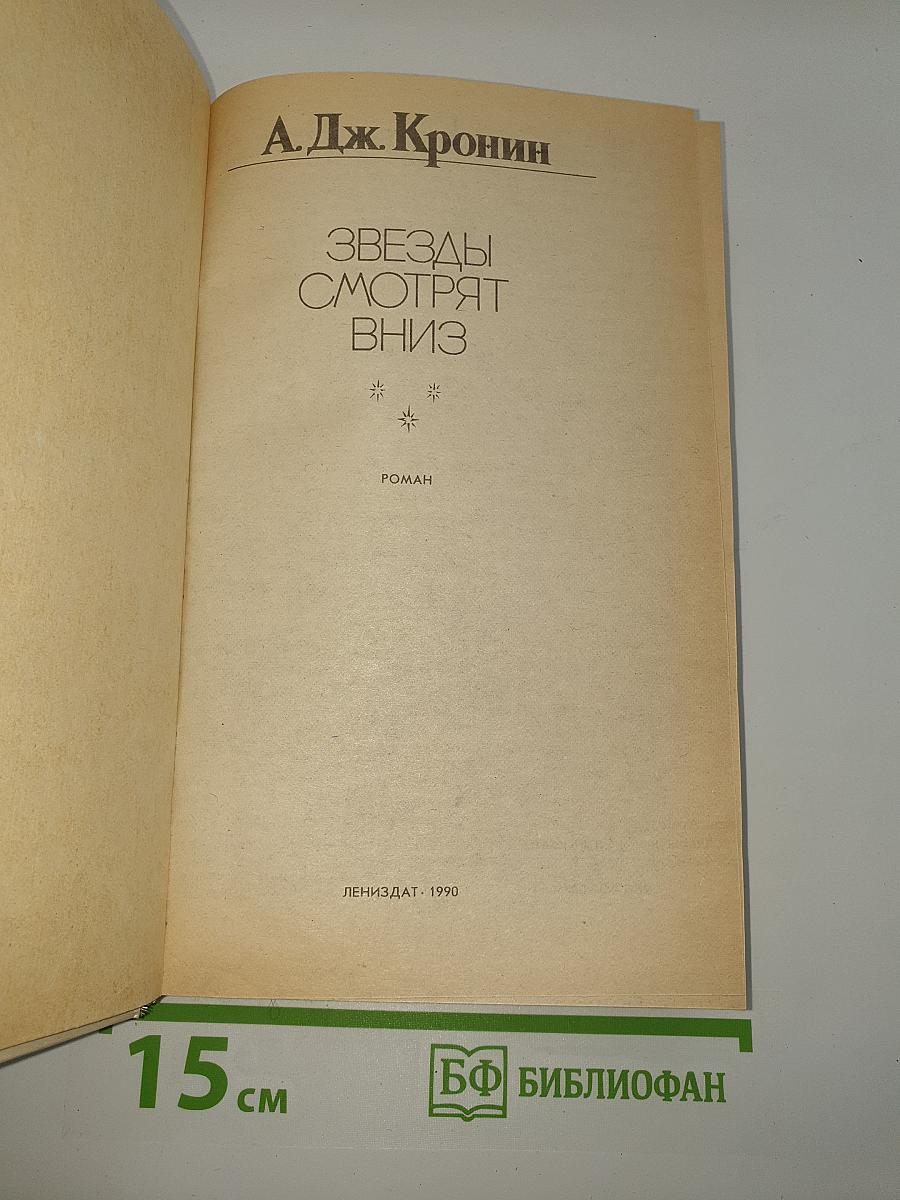 А. Дж. Кронин
ЗВЕЗДЫ
СМОТРЯТ
ВНИЗ
РОМАН
ЛЕНИЗДАТ · 1990
15 см
БФ БИБЛИОФАН